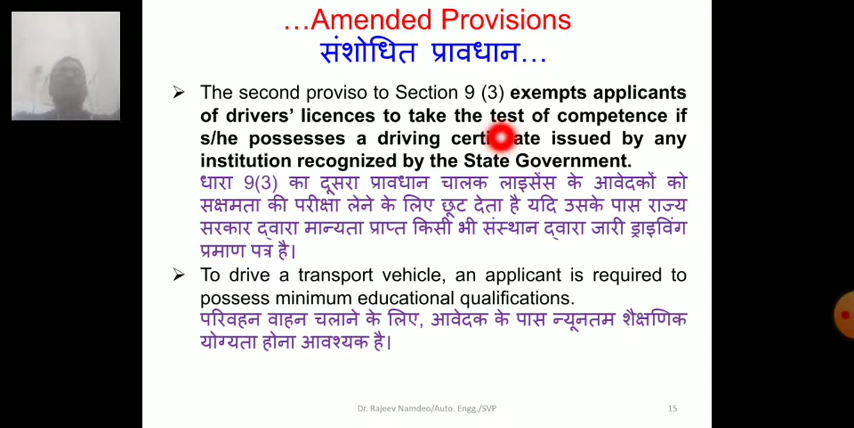 ...Amended Provisions
संशोधित प्रावधान...
➢ The second proviso to Section 9 (3) exempts applicants
of drivers' licences to take the test of competence if
s/he possesses a driving ate issued by any
institution recognized by the State Government.
धारा 9(3) का दूसरा प्रावधान चालक लाइसेंस के आवेदकों को
सक्षमता की परीक्षा लेने के लिए छूट देता है यदि उसके पास राज्य
सरकार द्वारा मान्यता प्राप्त किसी भी संस्थान द्वारा जारी ड्राइविंग
प्रमाण पत्र है।
➢ To drive a transport vehicle, an applicant is required to
possess minimum educational qualifications.
परिवहन वाहन चलाने के लिए, आवेदक के पास न्यूनतम शैक्षणिक
योग्यता होना आवश्यक है।
Dr. Rajeev Namdeo/Auto. Engg./SVP 15